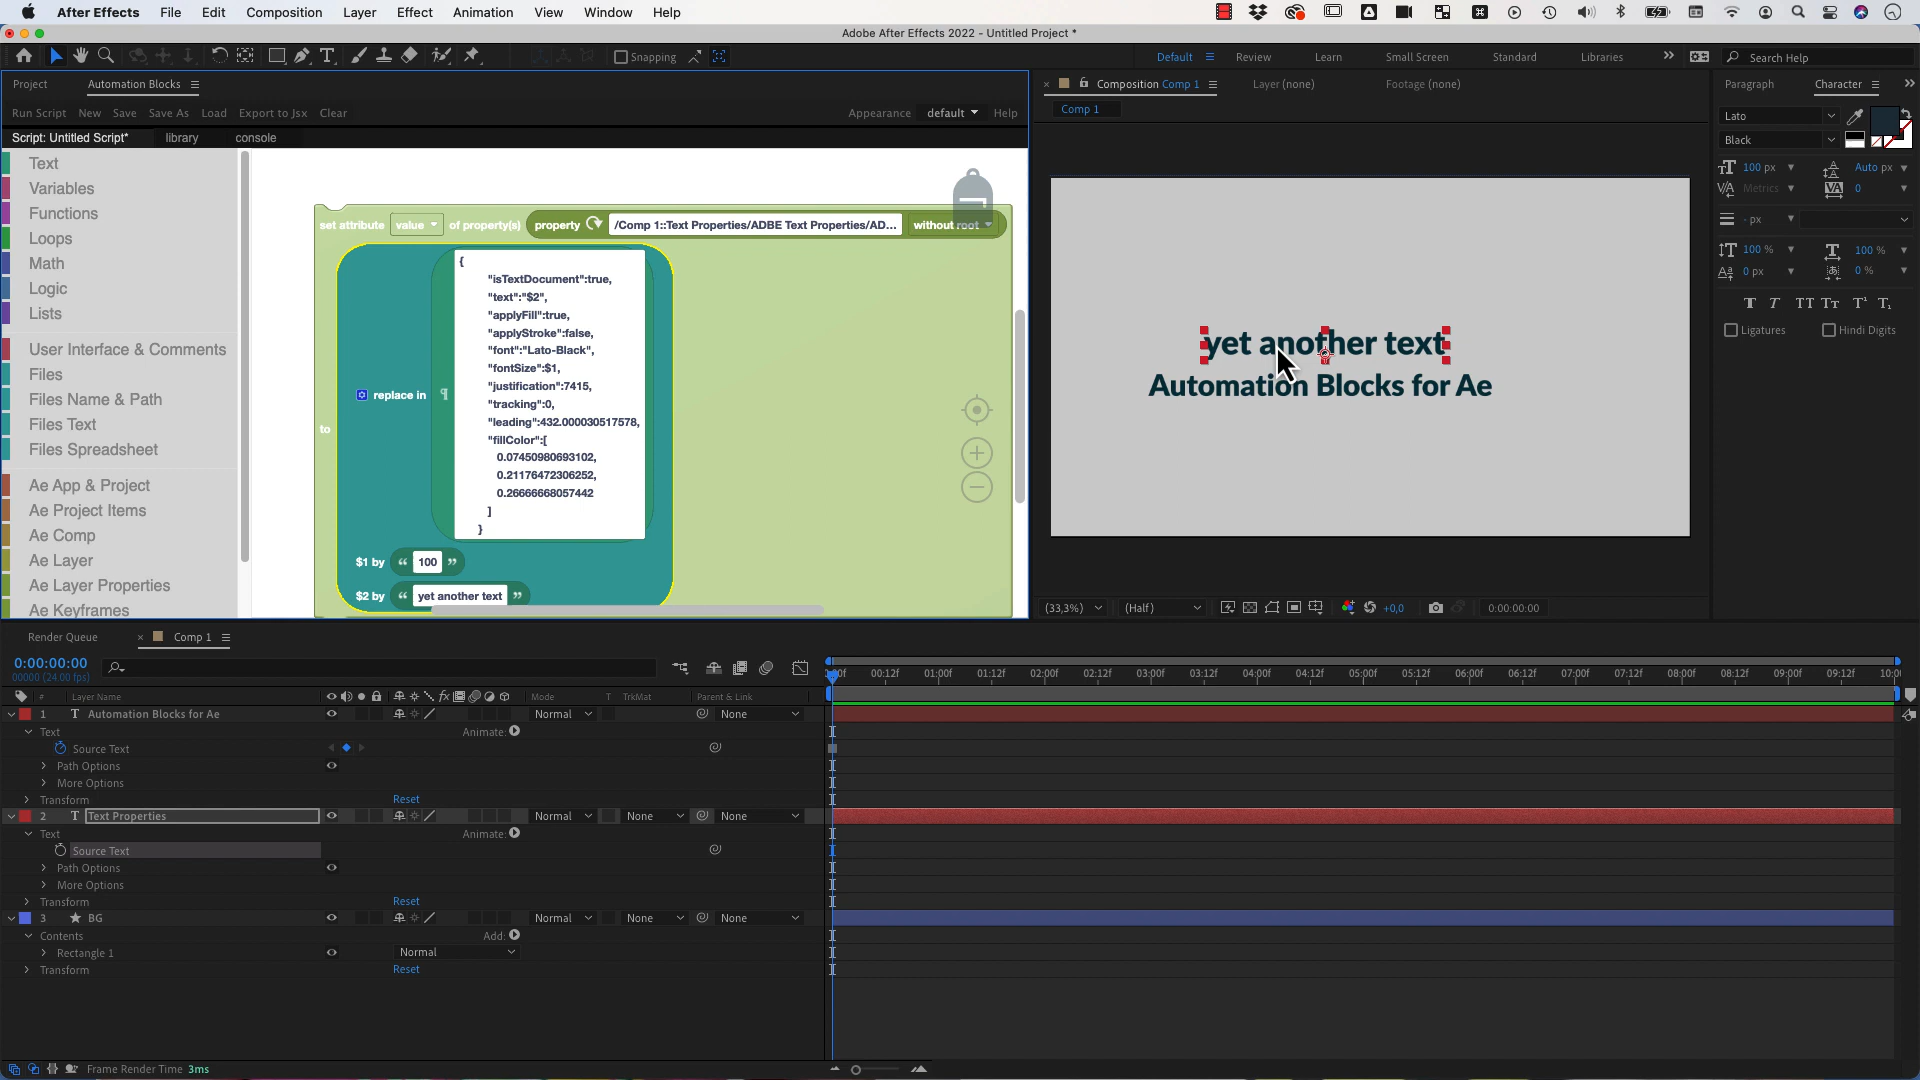 After Effects File Edit Composition Layer Effect Animation View Window Help
Adobe After Effects 2022 - Untitled Project *
Snapping Default Review Learn Small Screen Standard Libraries Search Help
Project Automation Blocks
Run Script New Save Save As Load Export to Jsx Clear Appearance default Help
Script: Untitled Script* library console
Text
Variables
Functions
Loops
Math
Logic
Lists
User Interface & Comments
Files
Files Name & Path
Files Text
Files Spreadsheet
Ae App & Project
Ae Project Items
Ae Comp
Ae Layer
Ae Layer Properties
Ae Keyframes
set attribute value of property(s) property /Comp 1::Text Properties/ADBE Text Properties/AD... without root
to
replace in
{
"isTextDocument":true,
"text":"$2",
"applyFill":true,
"applyStroke":false,
"font":"Lato-Black",
"fontSize":$1,
"justification":7415,
"tracking":0,
"leading":432.000030517578,
"fillColor":[
0.07450980693102,
0.21176472306252,
0.26666668057442
]
}
$1 by “ 100 ”
$2 by “ yet another text ”
Composition Comp 1 Layer (none) Footage (none)
Comp 1
yet another text
Automation Blocks for Ae
(33,3%) (Half) +0,0 0:00:00:00
Paragraph Character
Lato
Black
100 px Auto px
Metrics 0
- px
100 % 100 %
0 px 0 %
T T TT Tt T¹ T₁
Ligatures Hindi Digits
Render Queue Comp 1
0:00:00:00
00000 (24.00 fps)
# Layer Name Mode T TrkMat Parent & Link
00f 00:12f 01:00f 01:12f 02:00f 02:12f 03:00f 03:12f 04:00f 04:12f 05:00f 05:12f 06:00f 06:12f 07:00f 07:12f 08:00f 08:12f 09:00f 09:12f 10:0
1 T Automation Blocks for Ae Normal None
Text Animate:
Source Text
Path Options
More Options
Transform Reset
2 T Text Properties Normal None None
Text Animate:
Source Text
Path Options
More Options
Transform Reset
3 BG Normal None None
Contents Add:
Rectangle 1 Normal
Transform Reset
Frame Render Time 3ms